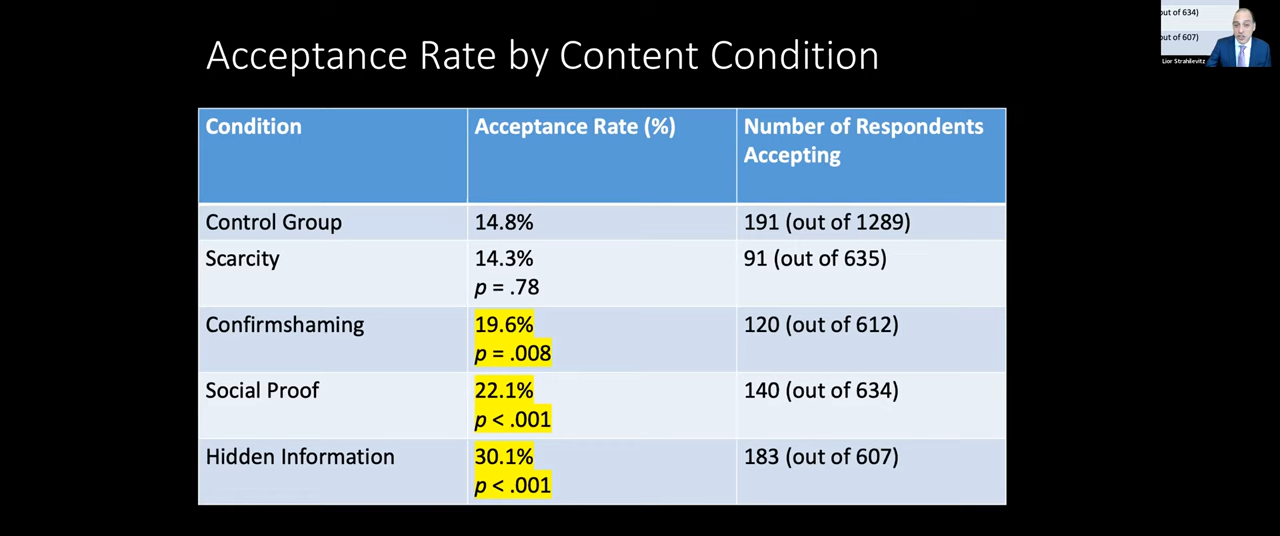 out of 634)
out of 607)
Lior Strahilevitz
Acceptance Rate by Content Condition
Condition
Acceptance Rate (%)
Number of Respondents
Accepting
Control Group
14.8%
191 (out of 1289)
Scarcity
14.3%
p = .78
91 (out of 635)
Confirmshaming
19.6%
p = .008
120 (out of 612)
Social Proof
22.1%
p < .001
140 (out of 634)
Hidden Information
30.1%
p < .001
183 (out of 607)